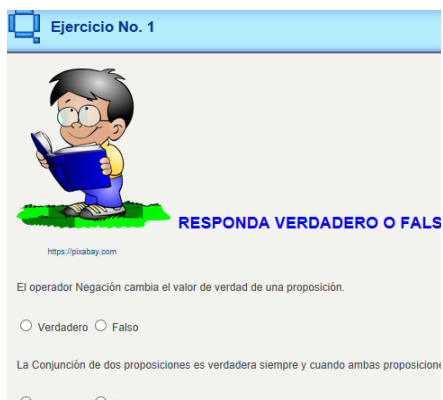 Ejercicio No. 1
RESPONDA VERDADERO O FALS
https://pixabay.com
El operador Negación cambia el valor de verdad de una proposición.
Verdadero Falso
La Conjunción de dos proposiciones es verdadera siempre y cuando ambas proposicione